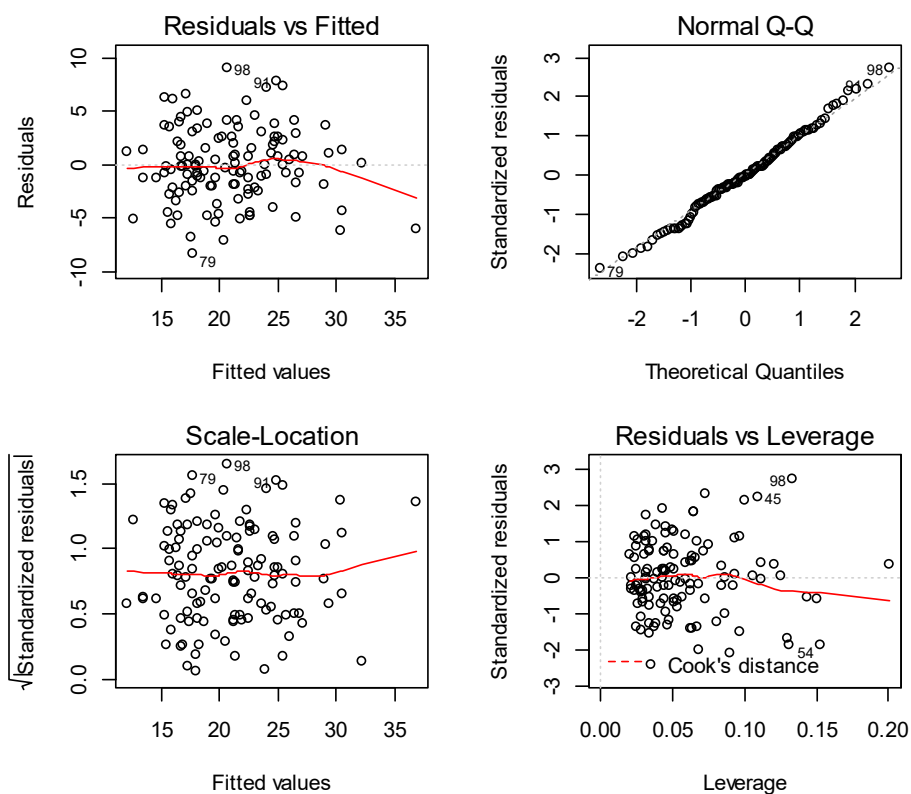 Residuals vs Fitted
Residuals
10
5
0
-5
-10
98
91
79
15 20 25 30 35
Fitted values
Normal Q-Q
Standardized residuals
3
2
1
0
-1
-2
98
91
79
-2 -1 0 1 2
Theoretical Quantiles
Scale-Location
√|Standardized residuals|
1.5
1.0
0.5
0.0
98
79
91
15 20 25 30 35
Fitted values
Residuals vs Leverage
Standardized residuals
3
2
1
0
-1
-2
-3
98
45
54
Cook's distance
0.00 0.05 0.10 0.15 0.20
Leverage